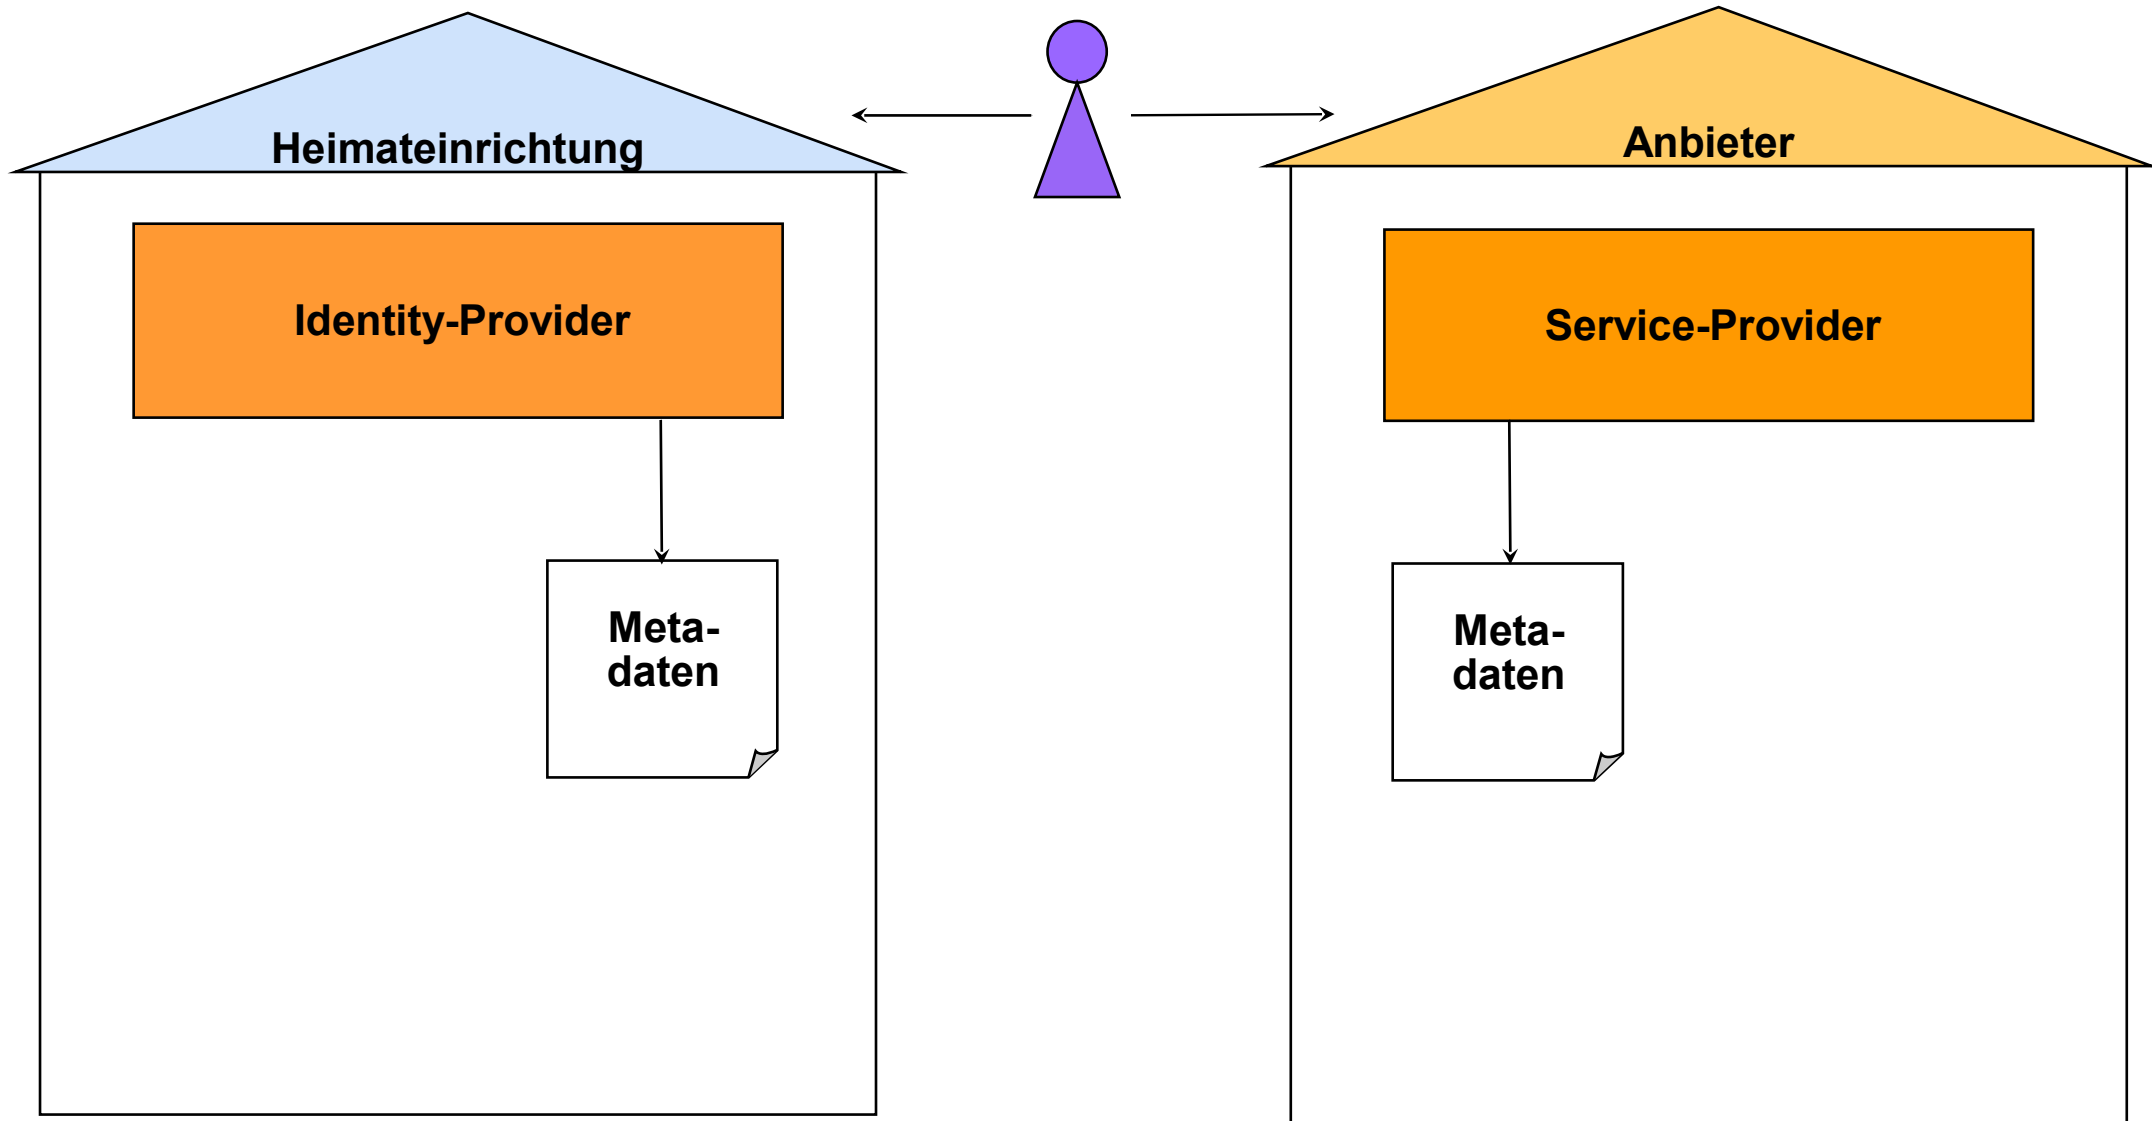 Heimateinrichtung
Anbieter
Identity-Provider
Service-Provider
Meta-
daten
Meta-
daten